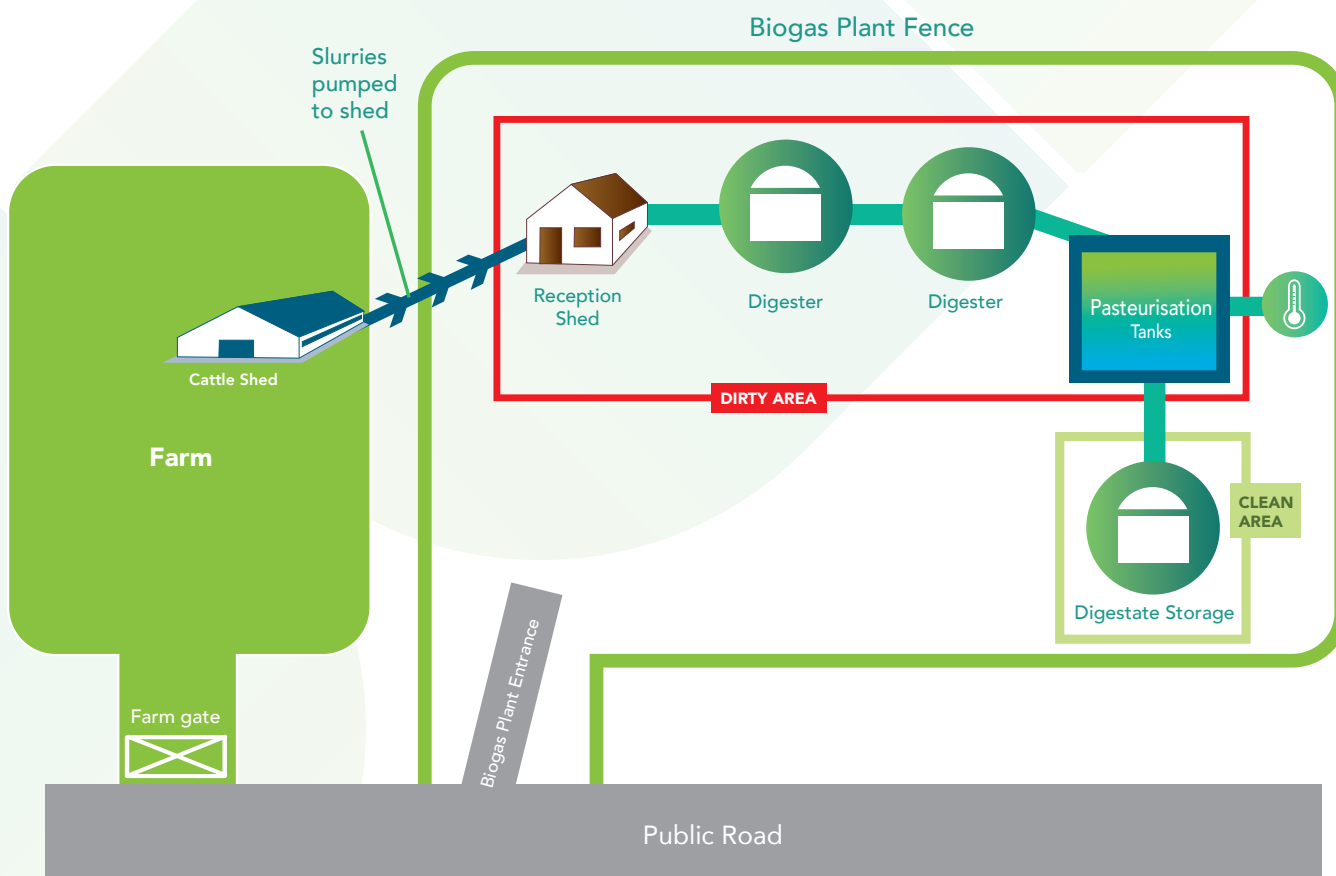 Biogas Plant Fence
Slurries
pumped
to shed
Reception
Shed
Digester
Digester
Pasteurisation
Tanks
Cattle Shed
DIRTY AREA
Farm
CLEAN
AREA
Digestate Storage
Biogas Plant Entrance
Farm gate
Public Road